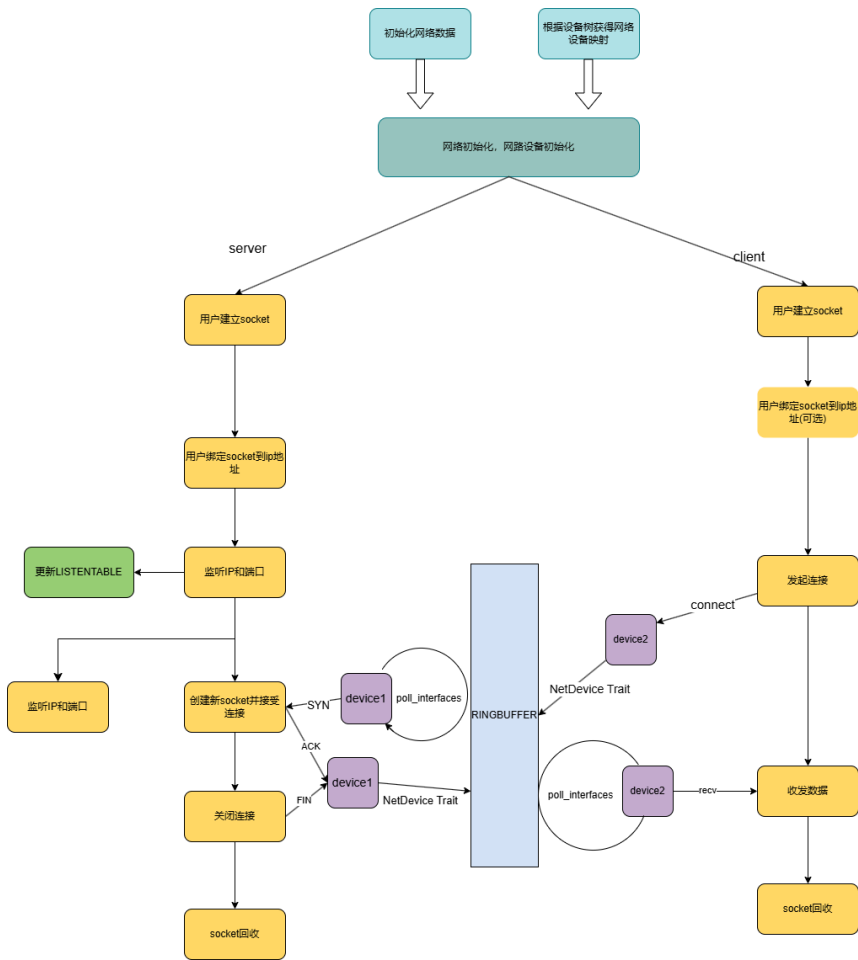 初始化网络数据
根据设备树获得网络
设备映射
网络初始化，网路设备初始化
server
client
用户建立socket
用户建立socket
用户绑定socket到ip地
址(可选)
用户绑定socket到ip地
址
更新LISTENTABLE
监听IP和端口
发起连接
connect
device2
NetDevice Trait
监听IP和端口
创建新socket并接受
连接
SYN
device1
poll_interfaces
RINGBUFFER
ACK
device1
NetDevice Trait
FIN
关闭连接
poll_interfaces
device2
recv
收发数据
socket回收
socket回收